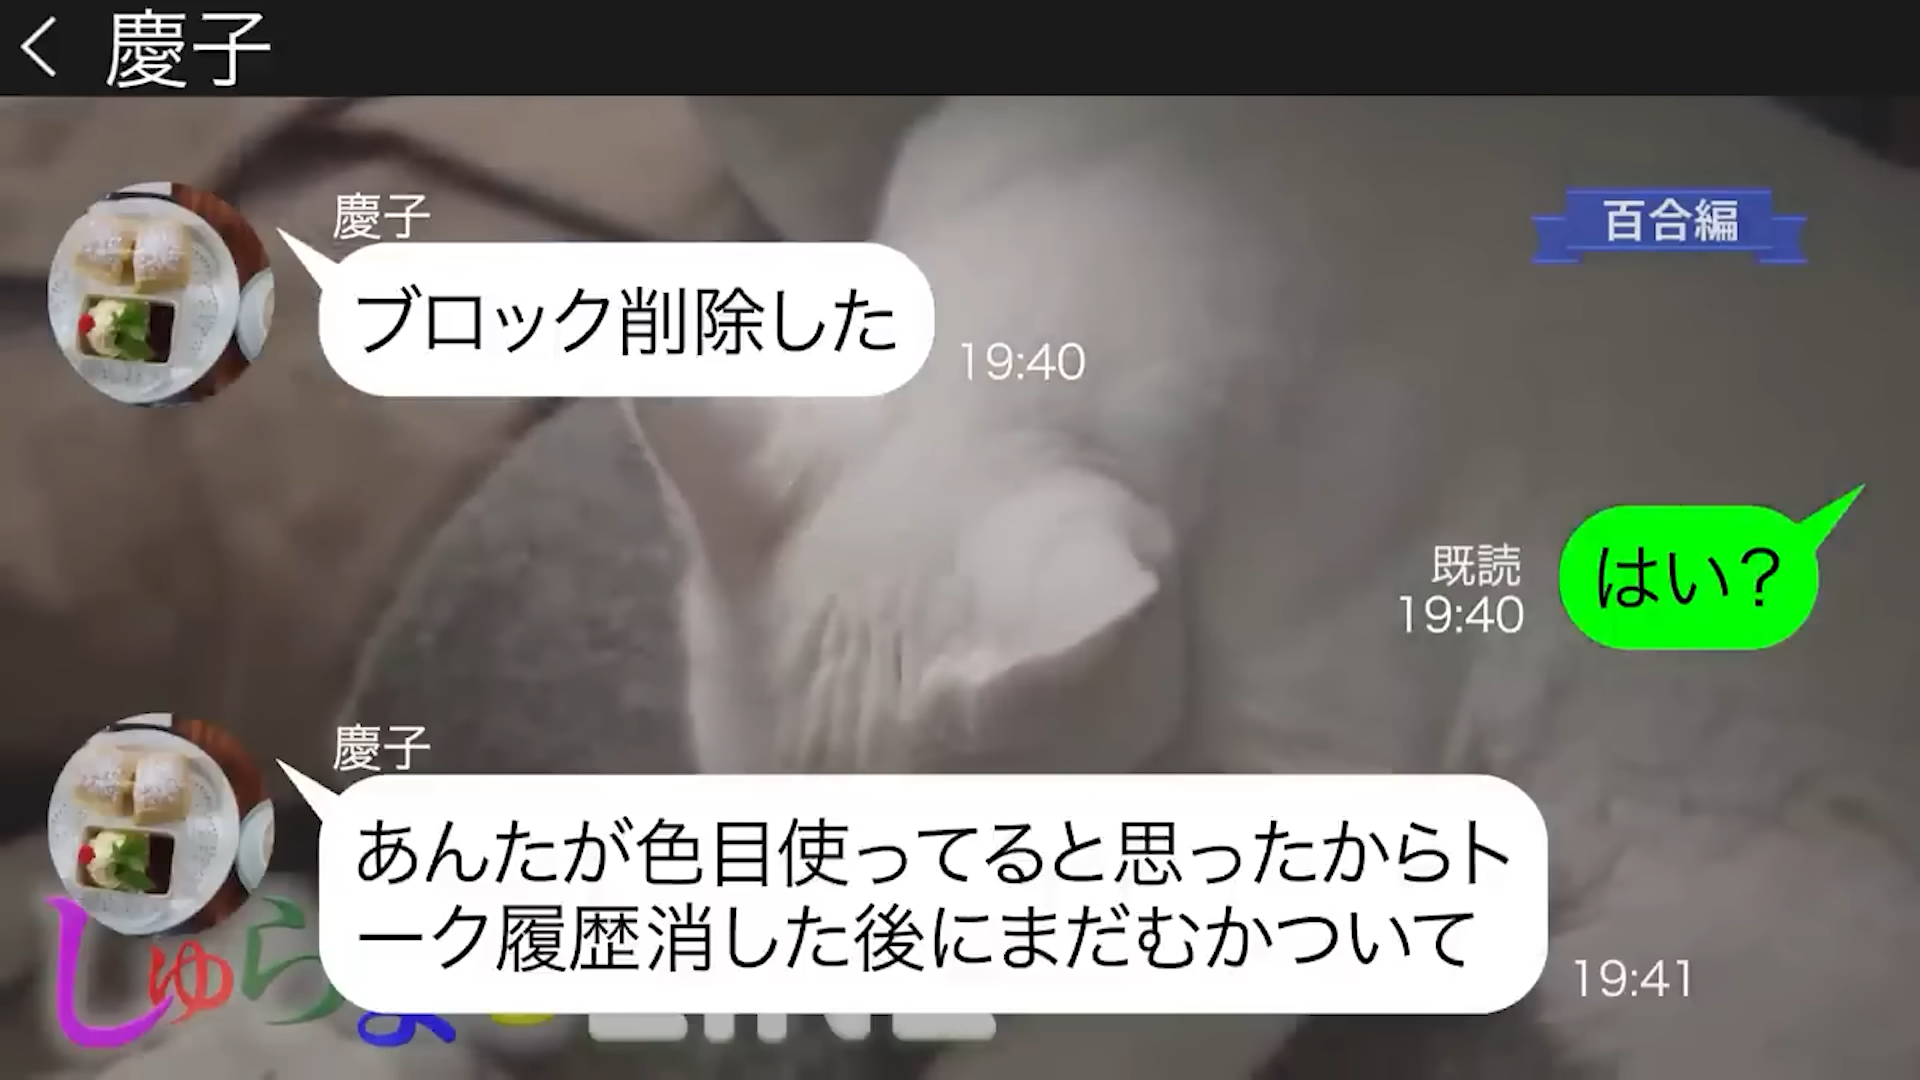 慶子
百合編
慶子
ブロック削除した
19:40
はい？
既読
19:40
慶子
あんたが色目使ってると思ったからト
ーク履歴消した後にまだむかついて
19:41
しゅら